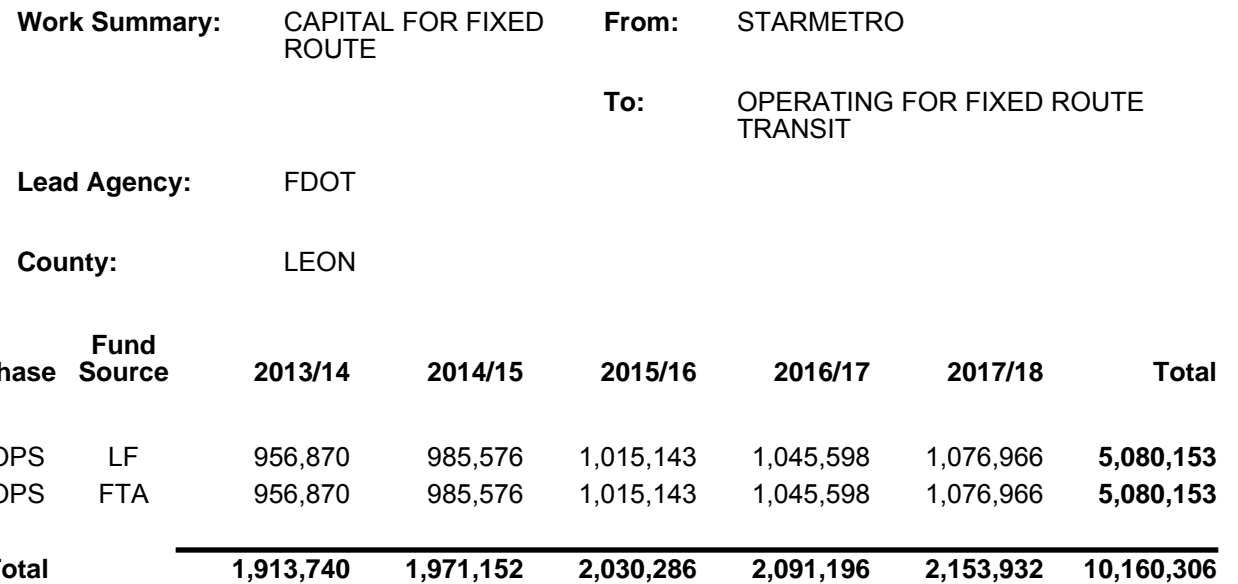 Work Summary: CAPITAL FOR FIXED ROUTE From: STARMETRO
To: OPERATING FOR FIXED ROUTE TRANSIT
Lead Agency: FDOT
County: LEON
hase Fund Source 2013/14 2014/15 2015/16 2016/17 2017/18 Total
OPS LF 956,870 985,576 1,015,143 1,045,598 1,076,966 5,080,153
OPS FTA 956,870 985,576 1,015,143 1,045,598 1,076,966 5,080,153
Total 1,913,740 1,971,152 2,030,286 2,091,196 2,153,932 10,160,306